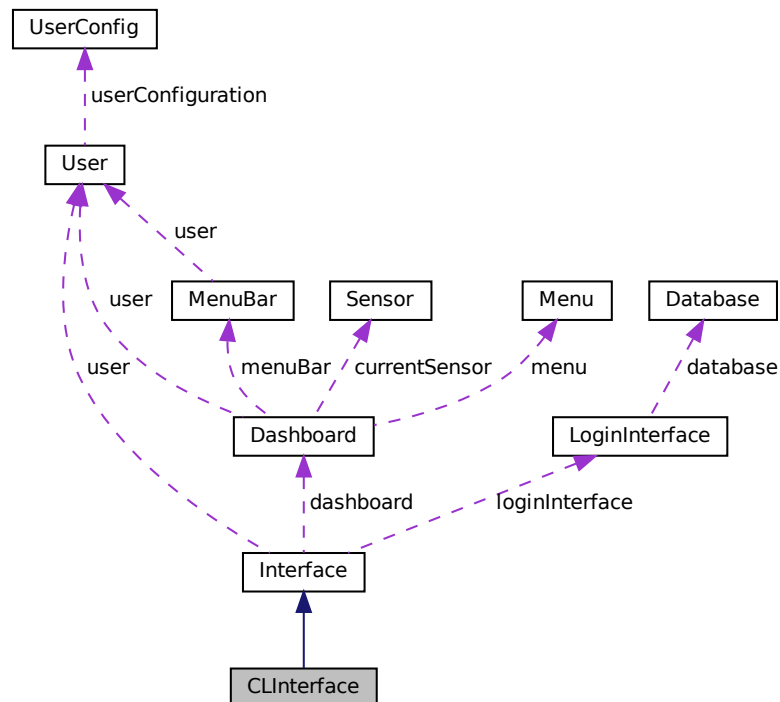 UserConfig
userConfiguration
User
user
MenuBar
Sensor
Menu
Database
user
user
menuBar
currentSensor
menu
database
Dashboard
LoginInterface
dashboard
loginInterface
Interface
CLInterface